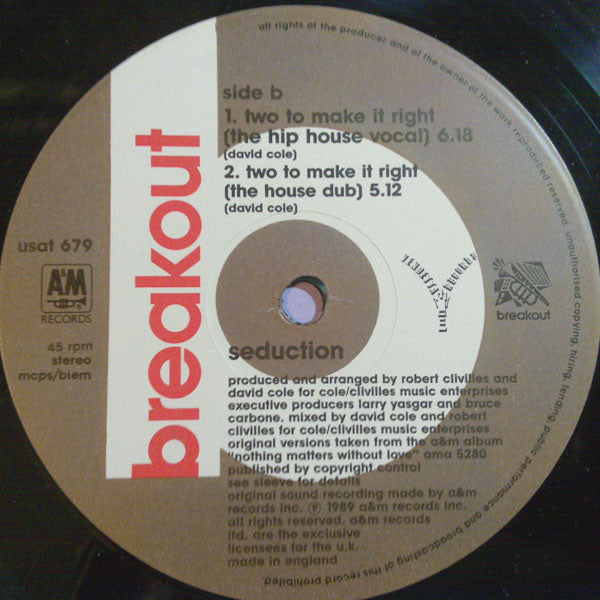 all rights of the producer and of the owner of the work reproduced reserved. unauthorised copying, hiring, lending, public performance and broadcasting of this record prohibited.
side b
1. two to make it right
(the hip house vocal) 6.18
(david cole)
2. two to make it right
(the house dub) 5.12
(david cole)
breakout
usat 679
A&M
RECORDS
45 rpm
stereo
mcps/biem
breakout
seduction
produced and arranged by robert clivilles and
david cole for cole/clivilles music enterprises
executive producers larry yasgar and bruce
carbone. mixed by david cole and robert
clivilles for cole/clivilles music enterprises
original versions taken from the a&m album
"nothing matters without love" ama 5280
published by copyright control
see sleeve for details
original sound recording made by a&m
records inc. ℗ 1989 a&m records inc.
all rights reserved. a&m records
ltd. are the exclusive
licensees for the u.k.
made in england